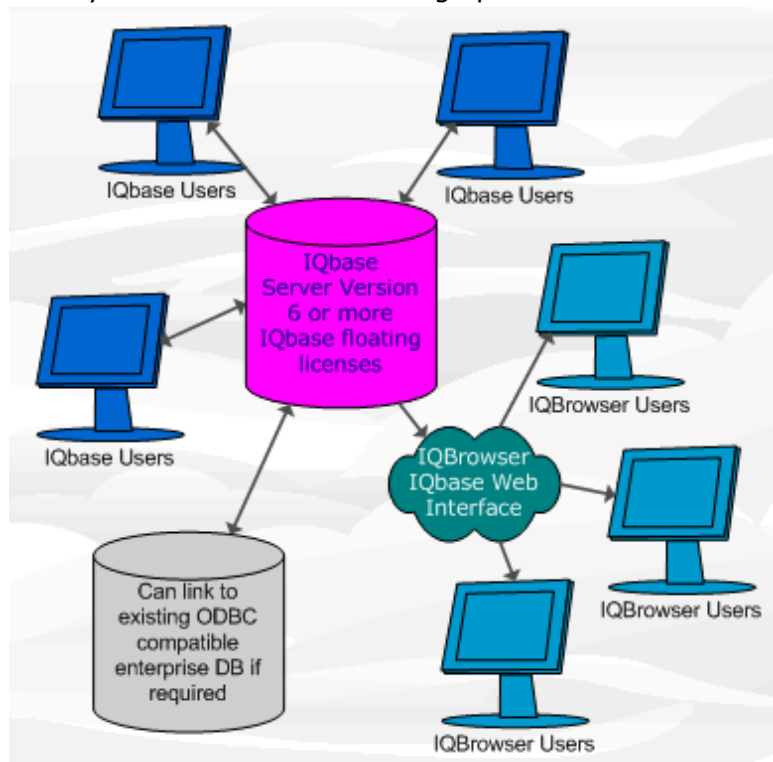 IQbase Users
IQbase Users
IQbase
Server Version
6 or more
IQbase floating
licenses
IQBrowser Users
IQbase Users
IQBrowser
IQbase Web
Interface
Can link to
existing ODBC
compatible
enterprise DB if
required
IQBrowser Users
IQBrowser Users